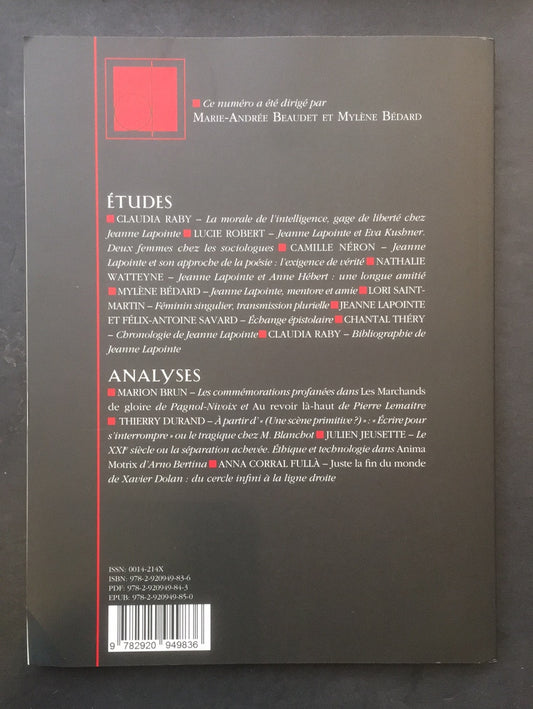 ■ Ce numéro a été dirigé par
MARIE-ANDRÉE BEAUDET ET MYLÈNE BÉDARD
ÉTUDES
■ CLAUDIA RABY – La morale de l'intelligence, gage de liberté chez
Jeanne Lapointe ■ LUCIE ROBERT – Jeanne Lapointe et Eva Kushner.
Deux femmes chez les sociologues ■ CAMILLE NÉRON – Jeanne
Lapointe et son approche de la poésie : l'exigence de vérité ■ NATHALIE
WATTEYNE – Jeanne Lapointe et Anne Hébert : une longue amitié
■ MYLÈNE BÉDARD – Jeanne Lapointe, mentore et amie ■ LORI SAINT-
MARTIN – Féminin singulier, transmission plurielle ■ JEANNE LAPOINTE
ET FÉLIX-ANTOINE SAVARD – Échange épistolaire ■ CHANTAL THÉRY
– Chronologie de Jeanne Lapointe ■ CLAUDIA RABY – Bibliographie de
Jeanne Lapointe
ANALYSES
■ MARION BRUN – Les commémorations profanées dans Les Marchands
de gloire de Pagnol-Nivoix et Au revoir là-haut de Pierre Lemaitre
■ THIERRY DURAND – À partir d'« (Une scène primitive ?) » : « Écrire pour
s'interrompre » ou le tragique chez M. Blanchot ■ JULIEN JEUSETTE – Le
XXIe siècle ou la séparation achevée. Éthique et technologie dans Anima
Motrix d'Arno Bertina ■ ANNA CORRAL FULLÀ – Juste la fin du monde
de Xavier Dolan : du cercle infini à la ligne droite
ISSN: 0014-214X
ISBN: 978-2-920949-83-6
PDF: 978-2-920949-84-3
EPUB: 978-2-920949-85-0
9 782920 949836